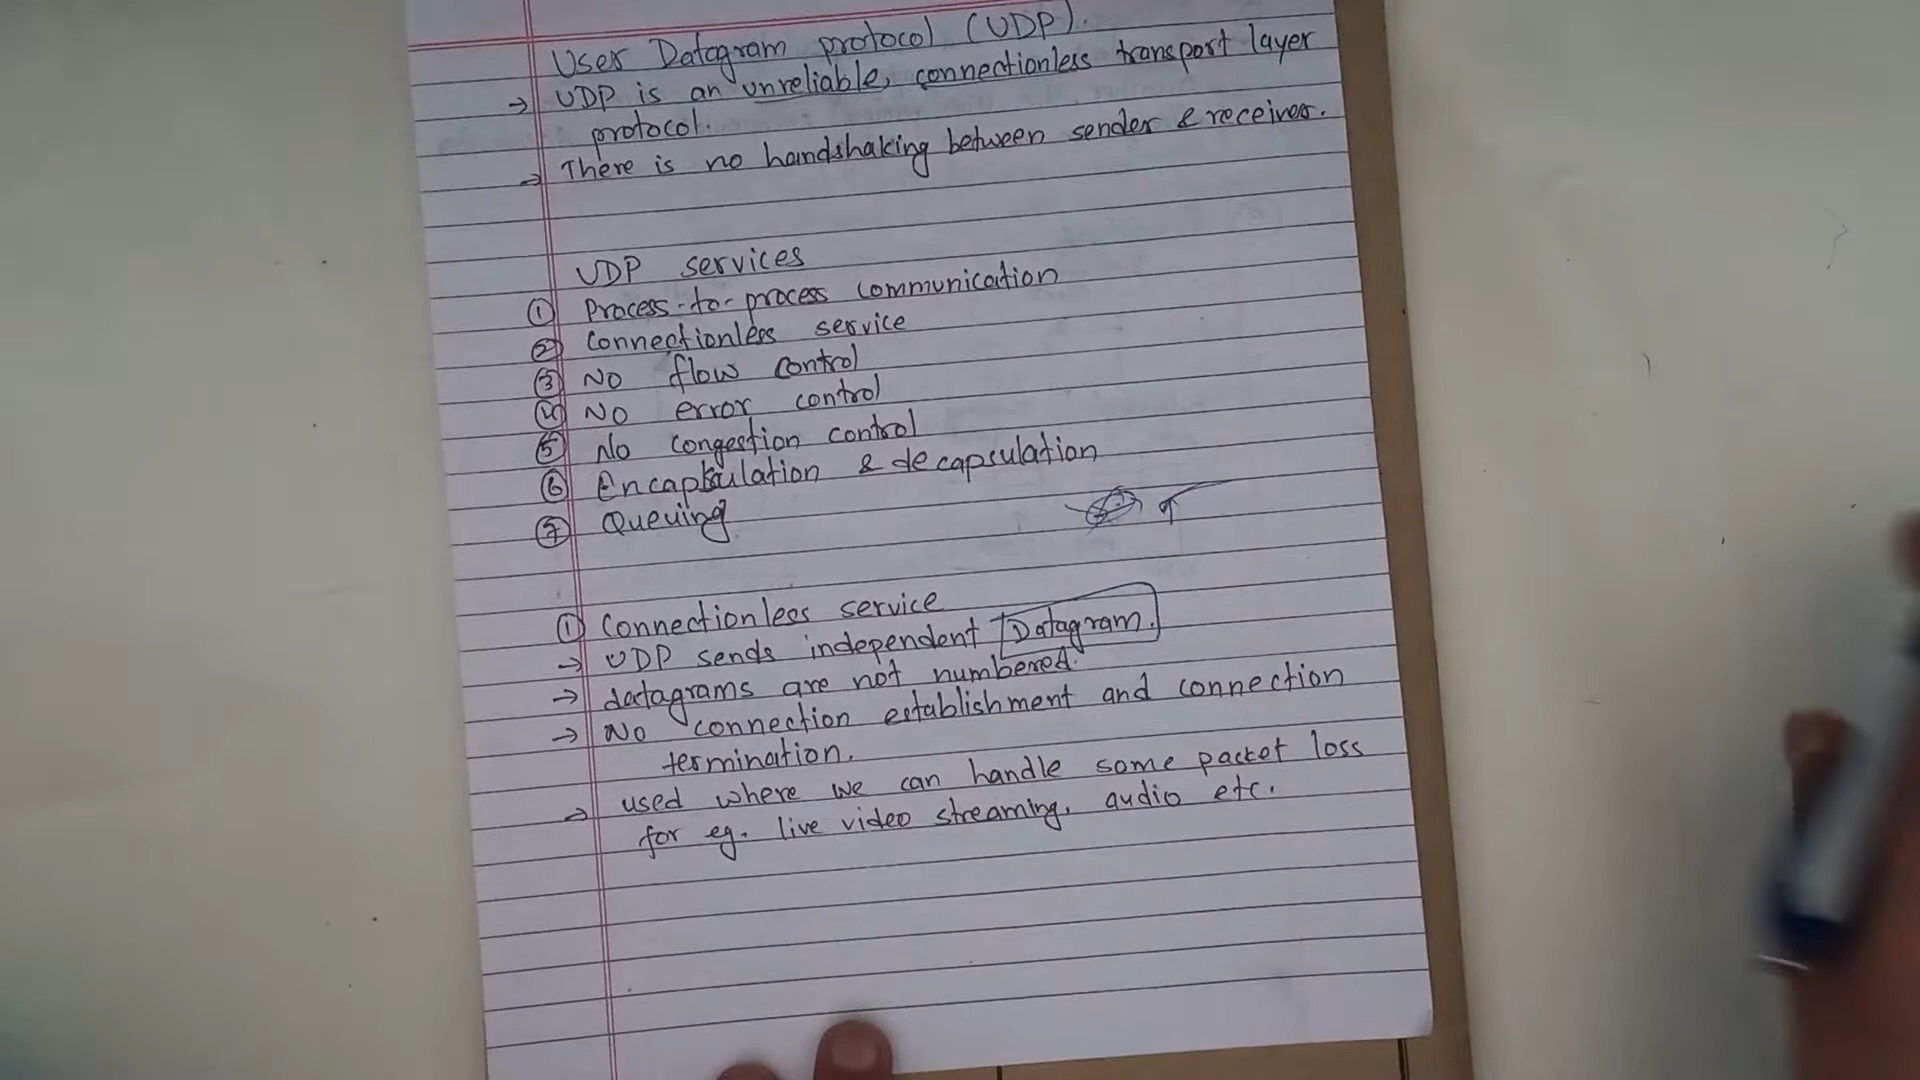 User Datagram protocol (UDP).
→ UDP is an unreliable, connectionless transport layer
protocol.
→ There is no handshaking between sender & receiver.
UDP services
① Process-to-process communication
② Connectionless service
③ No flow control
④ No error control
⑤ No congestion control
⑥ Encapsulation & decapsulation
⑦ Queuing
① Connectionless service
→ UDP sends independent Datagram.
→ datagrams are not numbered.
→ No connection establishment and connection
termination.
→ used where we can handle some packet loss
for eg. live video streaming, audio etc.